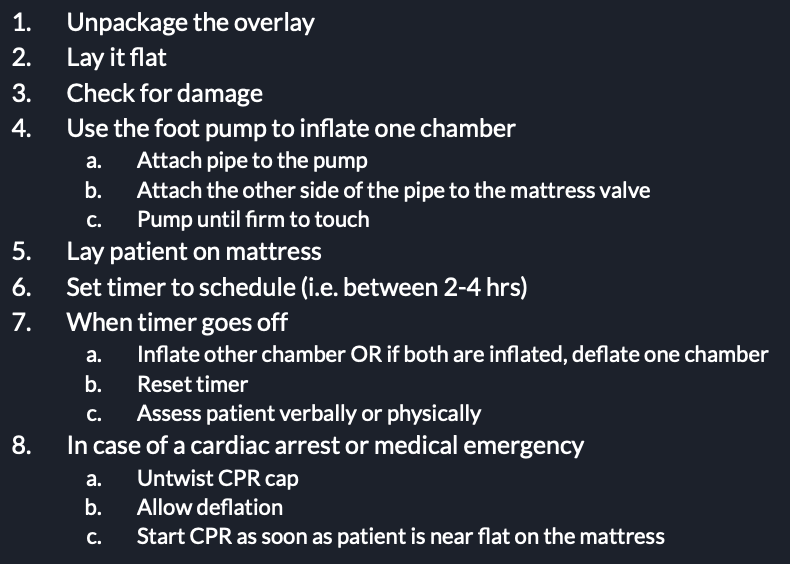 1. Unpackage the overlay
2. Lay it flat
3. Check for damage
4. Use the foot pump to inflate one chamber
a. Attach pipe to the pump
b. Attach the other side of the pipe to the mattress valve
c. Pump until firm to touch
5. Lay patient on mattress
6. Set timer to schedule (i.e. between 2-4 hrs)
7. When timer goes off
a. Inflate other chamber OR if both are inflated, deflate one chamber
b. Reset timer
c. Assess patient verbally or physically
8. In case of a cardiac arrest or medical emergency
a. Untwist CPR cap
b. Allow deflation
c. Start CPR as soon as patient is near flat on the mattress